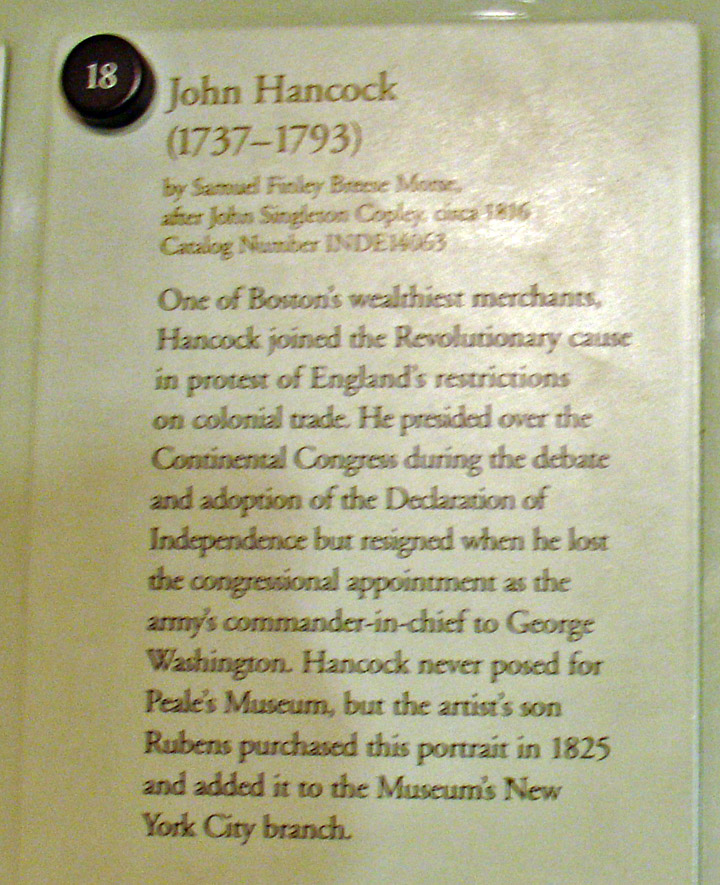 18
John Hancock
(1737–1793)
by Samuel Finley Breese Morse,
after John Singleton Copley, circa 1816
Catalog Number INDE14063
One of Boston's wealthiest merchants,
Hancock joined the Revolutionary cause
in protest of England's restrictions
on colonial trade. He presided over the
Continental Congress during the debate
and adoption of the Declaration of
Independence but resigned when he lost
the congressional appointment as the
army's commander-in-chief to George
Washington. Hancock never posed for
Peale's Museum, but the artist's son
Rubens purchased this portrait in 1825
and added it to the Museum's New
York City branch.